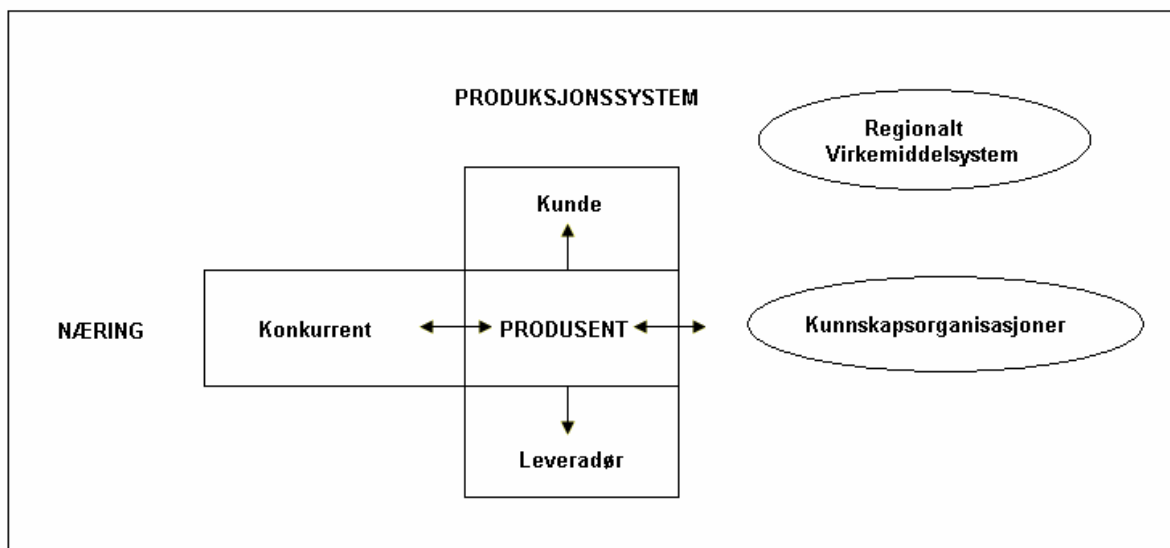 PRODUKSJONSSYSTEM
Regionalt
Virkemiddelsystem
Kunde
NÆRING
Konkurrent
PRODUSENT
Kunnskapsorganisasjoner
Leveradør